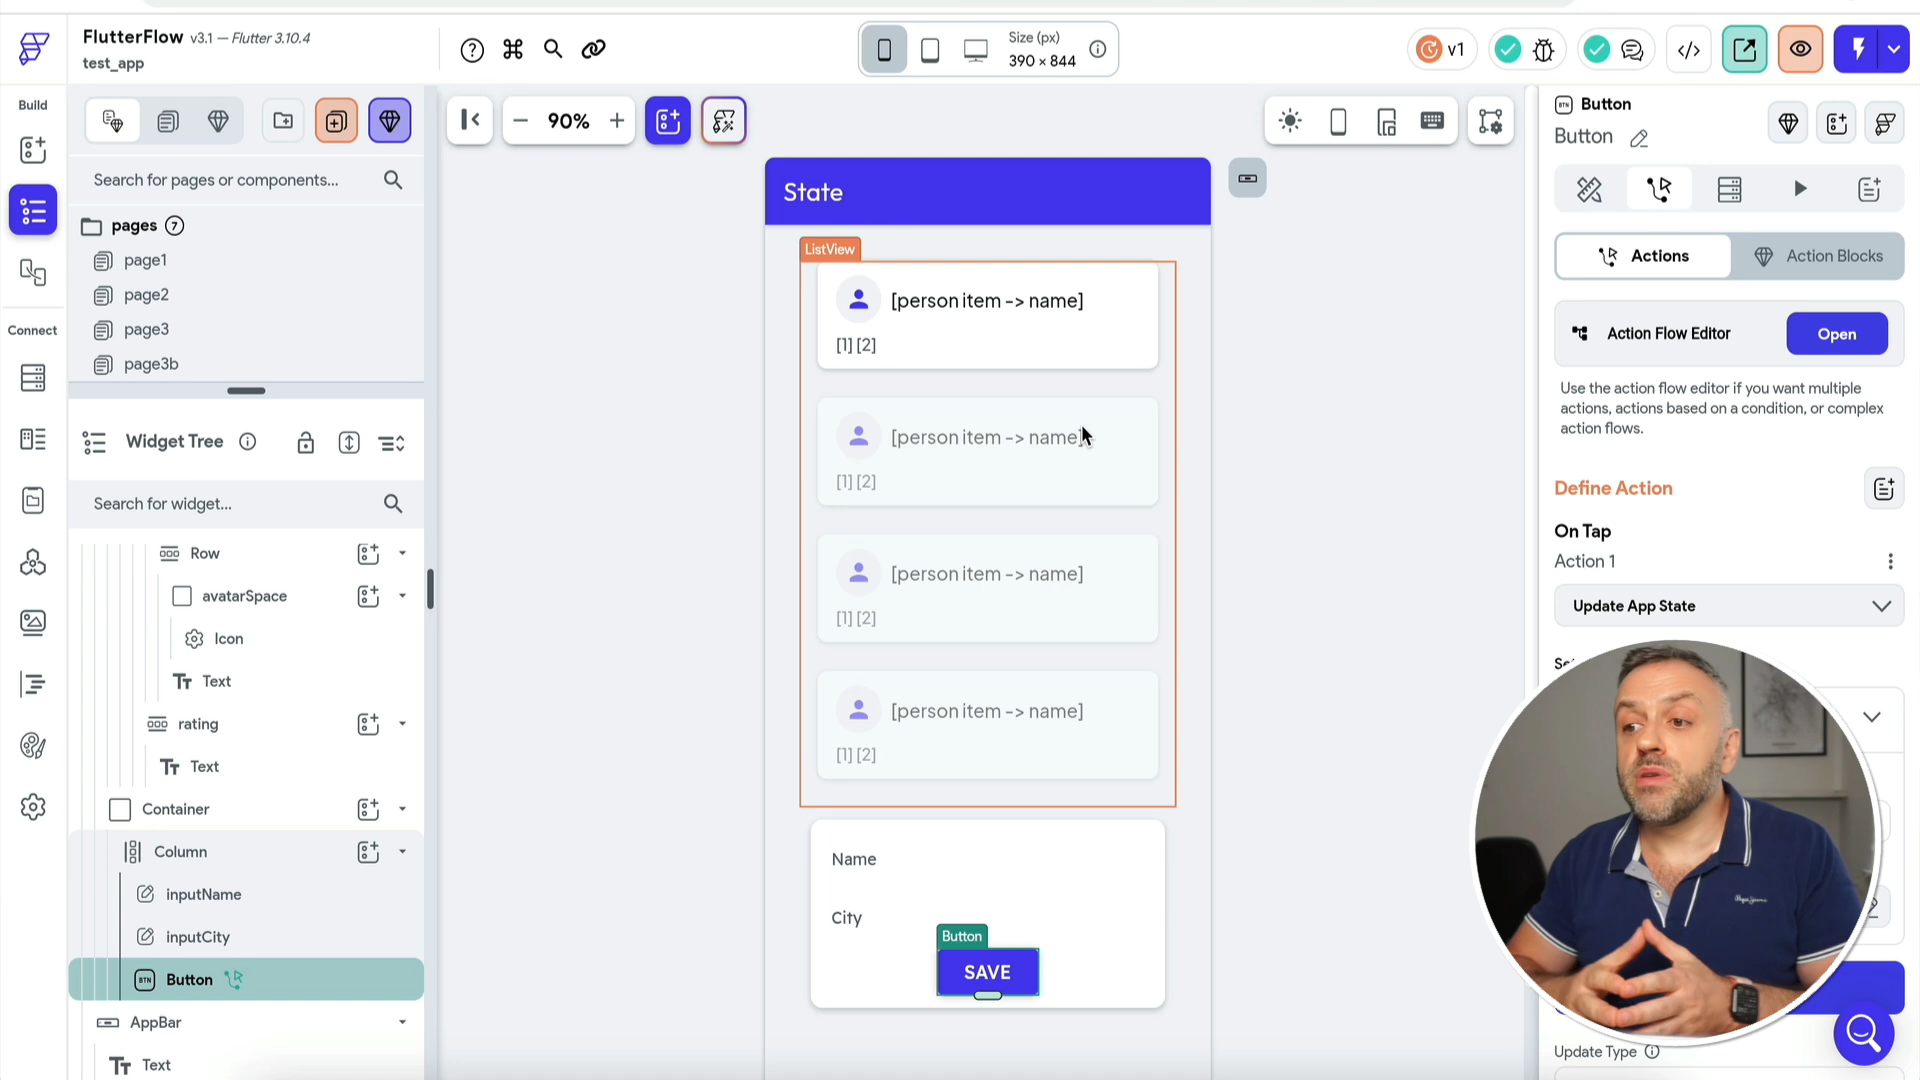 FlutterFlow v3.1 — Flutter 3.10.4
test_app
Size (px)
390 × 844
v1
Build
Connect
Search for pages or components...
pages 7
page1
page2
page3
page3b
Widget Tree
Search for widget...
Row
avatarSpace
Icon
Text
rating
Text
Container
Column
inputName
inputCity
Button
AppBar
Text
90%
State
ListView
[person item -> name]
[1] [2]
[person item -> name]
[1] [2]
[person item -> name]
[1] [2]
[person item -> name]
[1] [2]
Name
City
Button
SAVE
Button
Button
Actions
Action Blocks
Action Flow Editor
Open
Use the action flow editor if you want multiple
actions, actions based on a condition, or complex
action flows.
Define Action
On Tap
Action 1
Update App State
Update Type